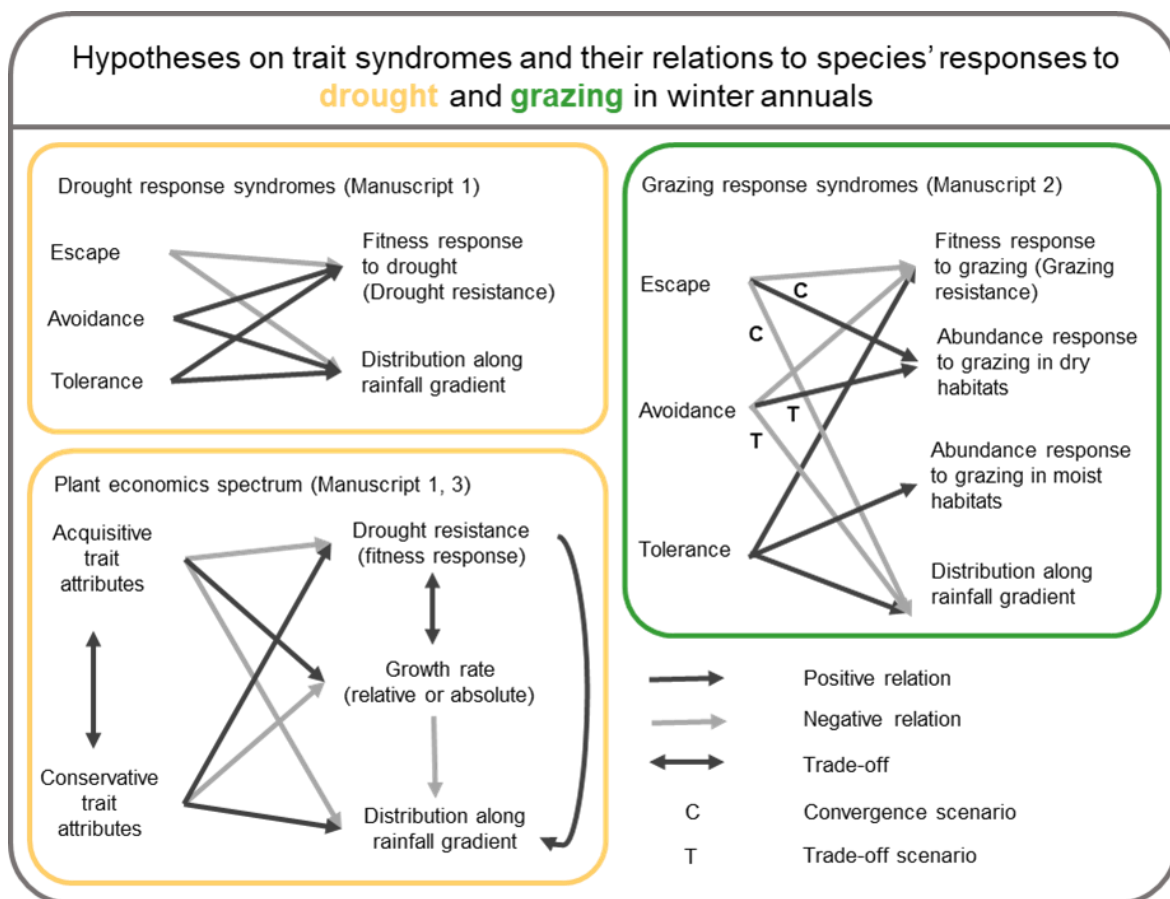 Hypotheses on trait syndromes and their relations to species' responses to
drought and grazing in winter annuals
Drought response syndromes (Manuscript 1)
Escape
Avoidance
Tolerance
Fitness response
to drought
(Drought resistance)
Distribution along
rainfall gradient
Plant economics spectrum (Manuscript 1, 3)
Acquisitive
trait
attributes
Conservative
trait
attributes
Drought resistance
(fitness response)
Growth rate
(relative or absolute)
Distribution along
rainfall gradient
Grazing response syndromes (Manuscript 2)
Escape
Avoidance
Tolerance
C
C
T
T
Fitness response
to grazing (Grazing
resistance)
Abundance response
to grazing in dry
habitats
Abundance response
to grazing in moist
habitats
Distribution along
rainfall gradient
Positive relation
Negative relation
Trade-off
C Convergence scenario
T Trade-off scenario